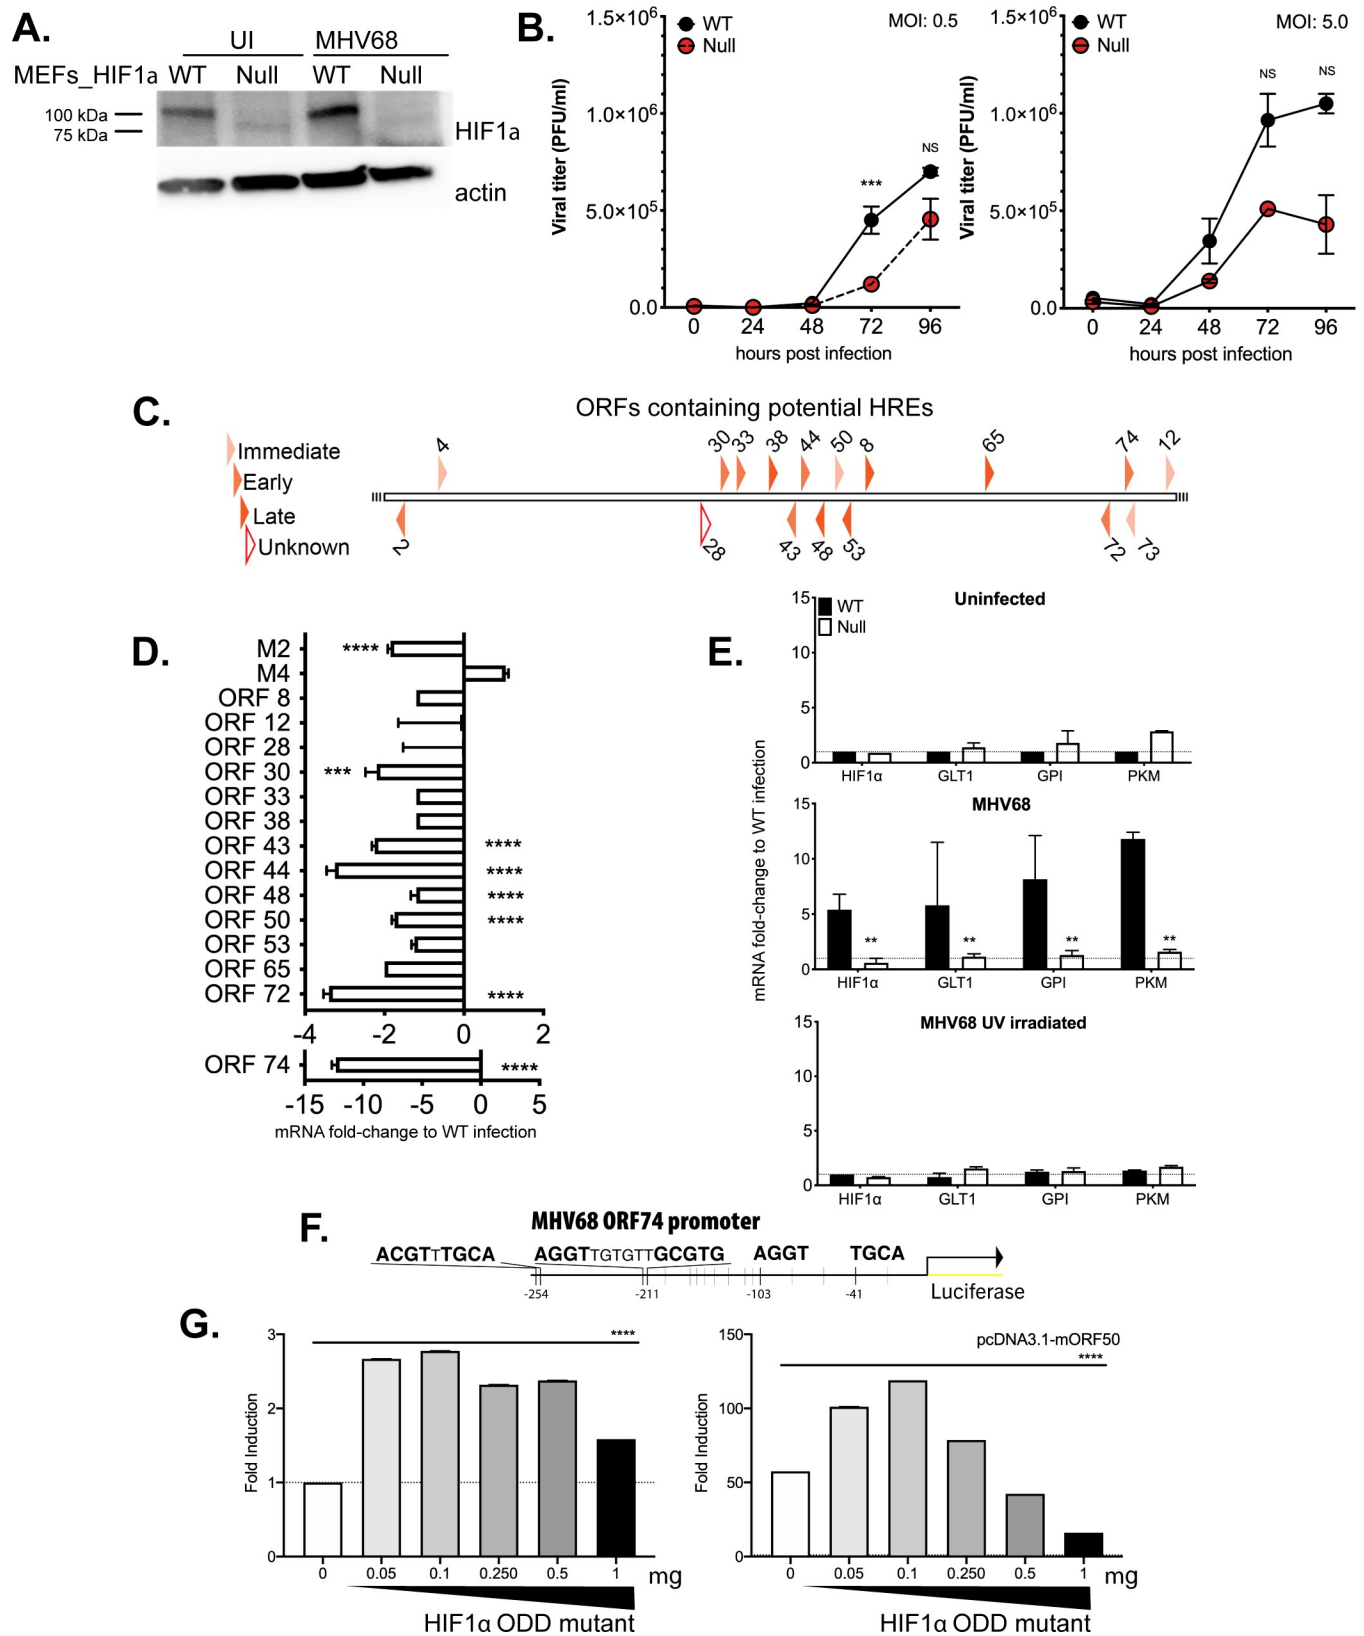 A.
UI MHV68
MEFs_HIF1a WT Null WT Null
100 kDa
75 kDa
HIF1a
actin
B.
1.5×10⁶
1.0×10⁶
5.0×10⁵
0.0
Viral titer (PFU/ml)
WT
Null
MOI: 0.5
***
NS
0 24 48 72 96
hours post infection
1.5×10⁶
1.0×10⁶
5.0×10⁵
0.0
Viral titer (PFU/ml)
WT
Null
MOI: 5.0
NS
NS
0 24 48 72 96
hours post infection
C.
ORFs containing potential HREs
Immediate
Early
Late
Unknown
4 30 33 38 44 50 8 65 74 12
2 28 43 48 53 72 73
D.
M2 ****
M4
ORF 8
ORF 12
ORF 28
ORF 30 ***
ORF 33
ORF 38
ORF 43 ****
ORF 44 ****
ORF 48 ****
ORF 50 ****
ORF 53
ORF 65
ORF 72 ****
-4 -2 0 2
ORF 74 ****
-15 -10 -5 0 5
mRNA fold-change to WT infection
E.
mRNA fold-change to WT infection
Uninfected
WT
Null
15
10
5
0
HIF1α GLT1 GPI PKM
MHV68
15
10
5
0
** ** ** **
HIF1α GLT1 GPI PKM
MHV68 UV irradiated
15
10
5
0
HIF1α GLT1 GPI PKM
F.
MHV68 ORF74 promoter
ACGTTTGCA AGGTTGTGTTGCGTG AGGT TGCA
-254 -211 -103 -41
Luciferase
G.
Fold Induction
3
2
1
0
****
0 0.05 0.1 0.250 0.5 1 mg
HIF1α ODD mutant
Fold Induction
150
100
50
0
pcDNA3.1-mORF50
****
0 0.05 0.1 0.250 0.5 1 mg
HIF1α ODD mutant